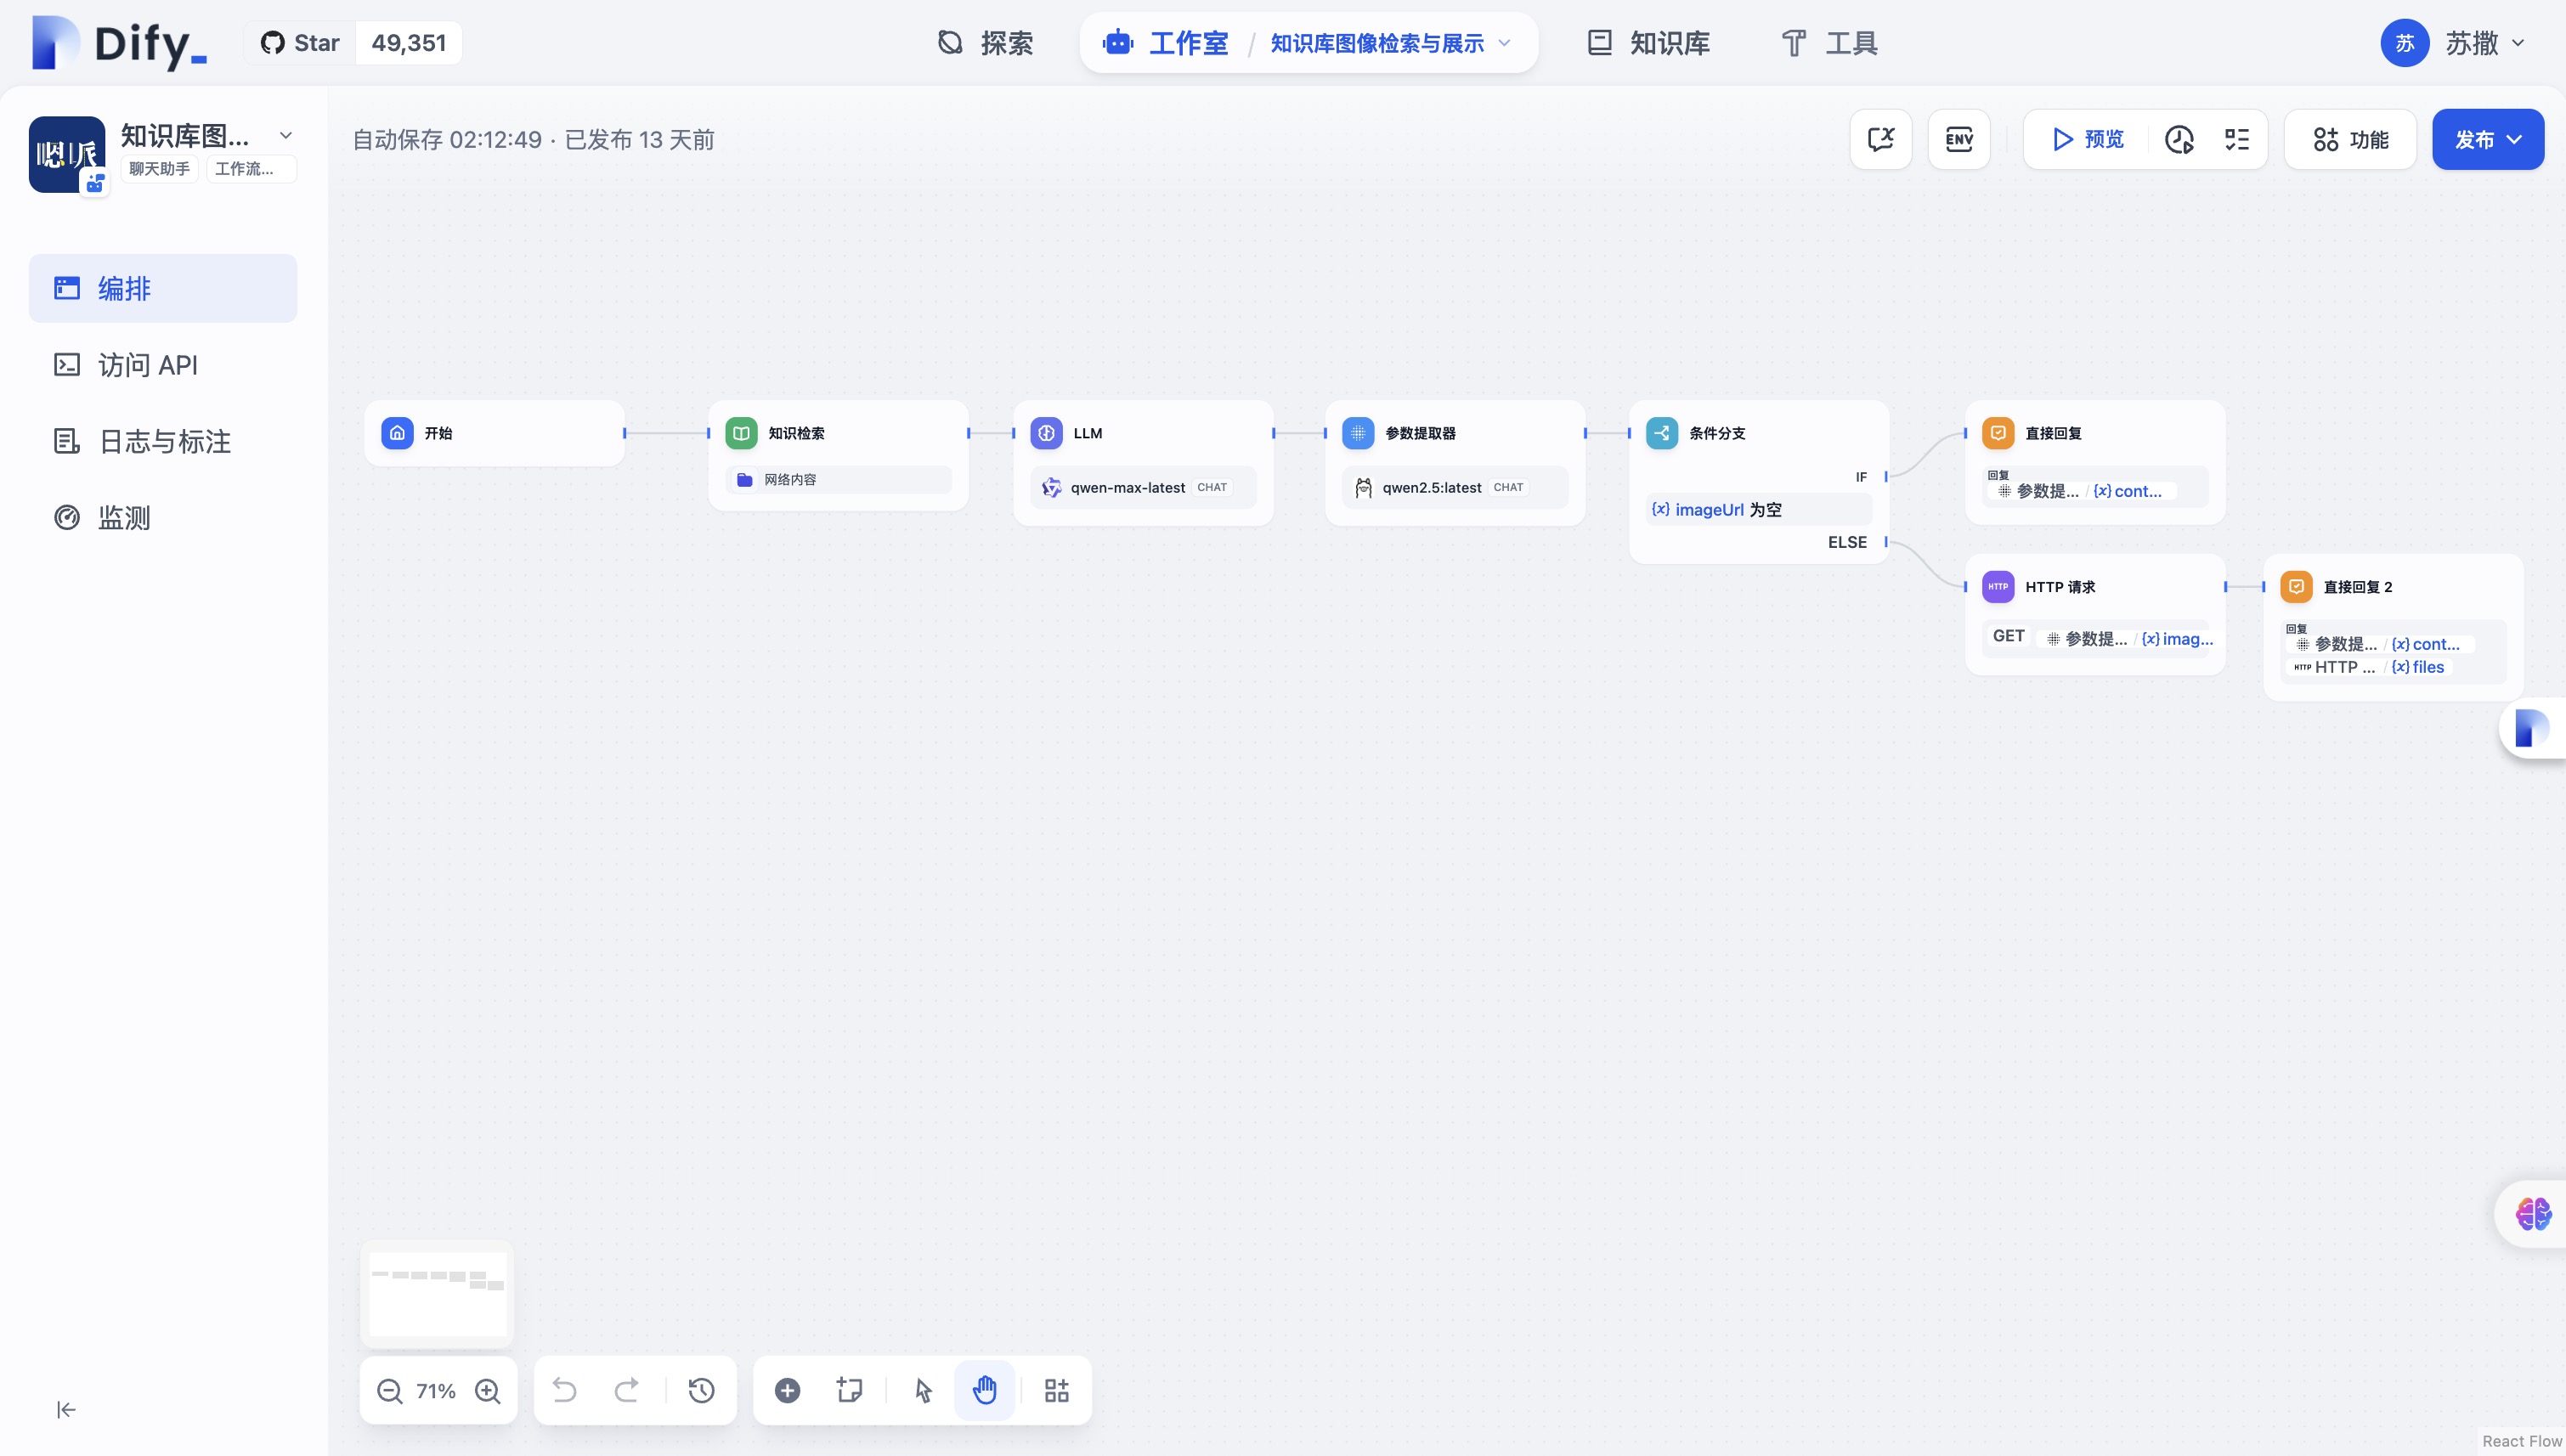 Dify_
Star 49,351
探索
工作室 / 知识库图像检索与展示
知识库
工具
苏 苏撒
嗯派
知识库图...
聊天助手 工作流...
编排
访问 API
日志与标注
监测
自动保存 02:12:49 · 已发布 13 天前
ENV
预览
功能
发布
开始
知识检索
网络内容
LLM
qwen-max-latest CHAT
参数提取器
qwen2.5:latest CHAT
条件分支
IF
{x} imageUrl 为空
ELSE
直接回复
回复
参数提... / {x} cont...
HTTP HTTP 请求
GET 参数提... / {x} imag...
直接回复 2
回复
参数提... / {x} cont...
HTTP HTTP ... / {x} files
71%
React Flow